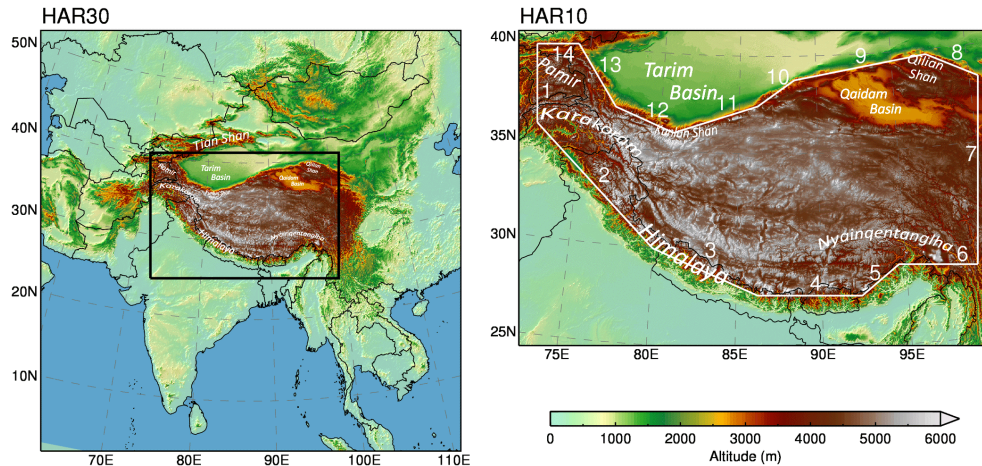 HAR30
50N
40N
30N
20N
10N
70E
80E
90E
100E
110E
Tian Shan
Tarim
Basin
Qilian
Shan
Qaidam
Basin
Pamir
Karakoram
Kunlun Shan
Himalaya
Nyainqentanglha
HAR10
40N
35N
30N
25N
75E
80E
85E
90E
95E
14
13
Pamir
1
Tarim
Basin
10
9
8
Qilian
Shan
Qaidam
Basin
12
11
Kunlun Shan
Karakoram
7
2
Himalaya
3
4
5
6
Nyainqentanglha
0
1000
2000
3000
4000
5000
6000
Altitude (m)